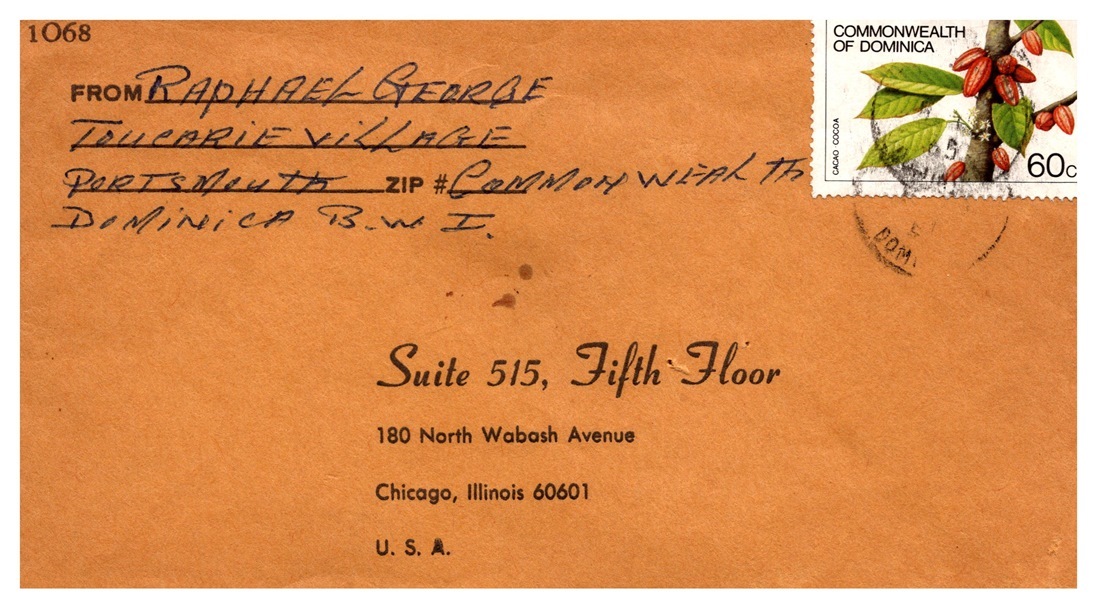 1068
FROM RAPHAEL GEORGE
TOUCARIE VILLAGE
PORTSMOUTH ZIP # COMMONWEALTH
DOMINICA B.W I.
COMMONWEALTH
OF DOMINICA
CACAO COCOA
60c
DOMI
Suite 515, Fifth Floor
180 North Wabash Avenue
Chicago, Illinois 60601
U. S. A.